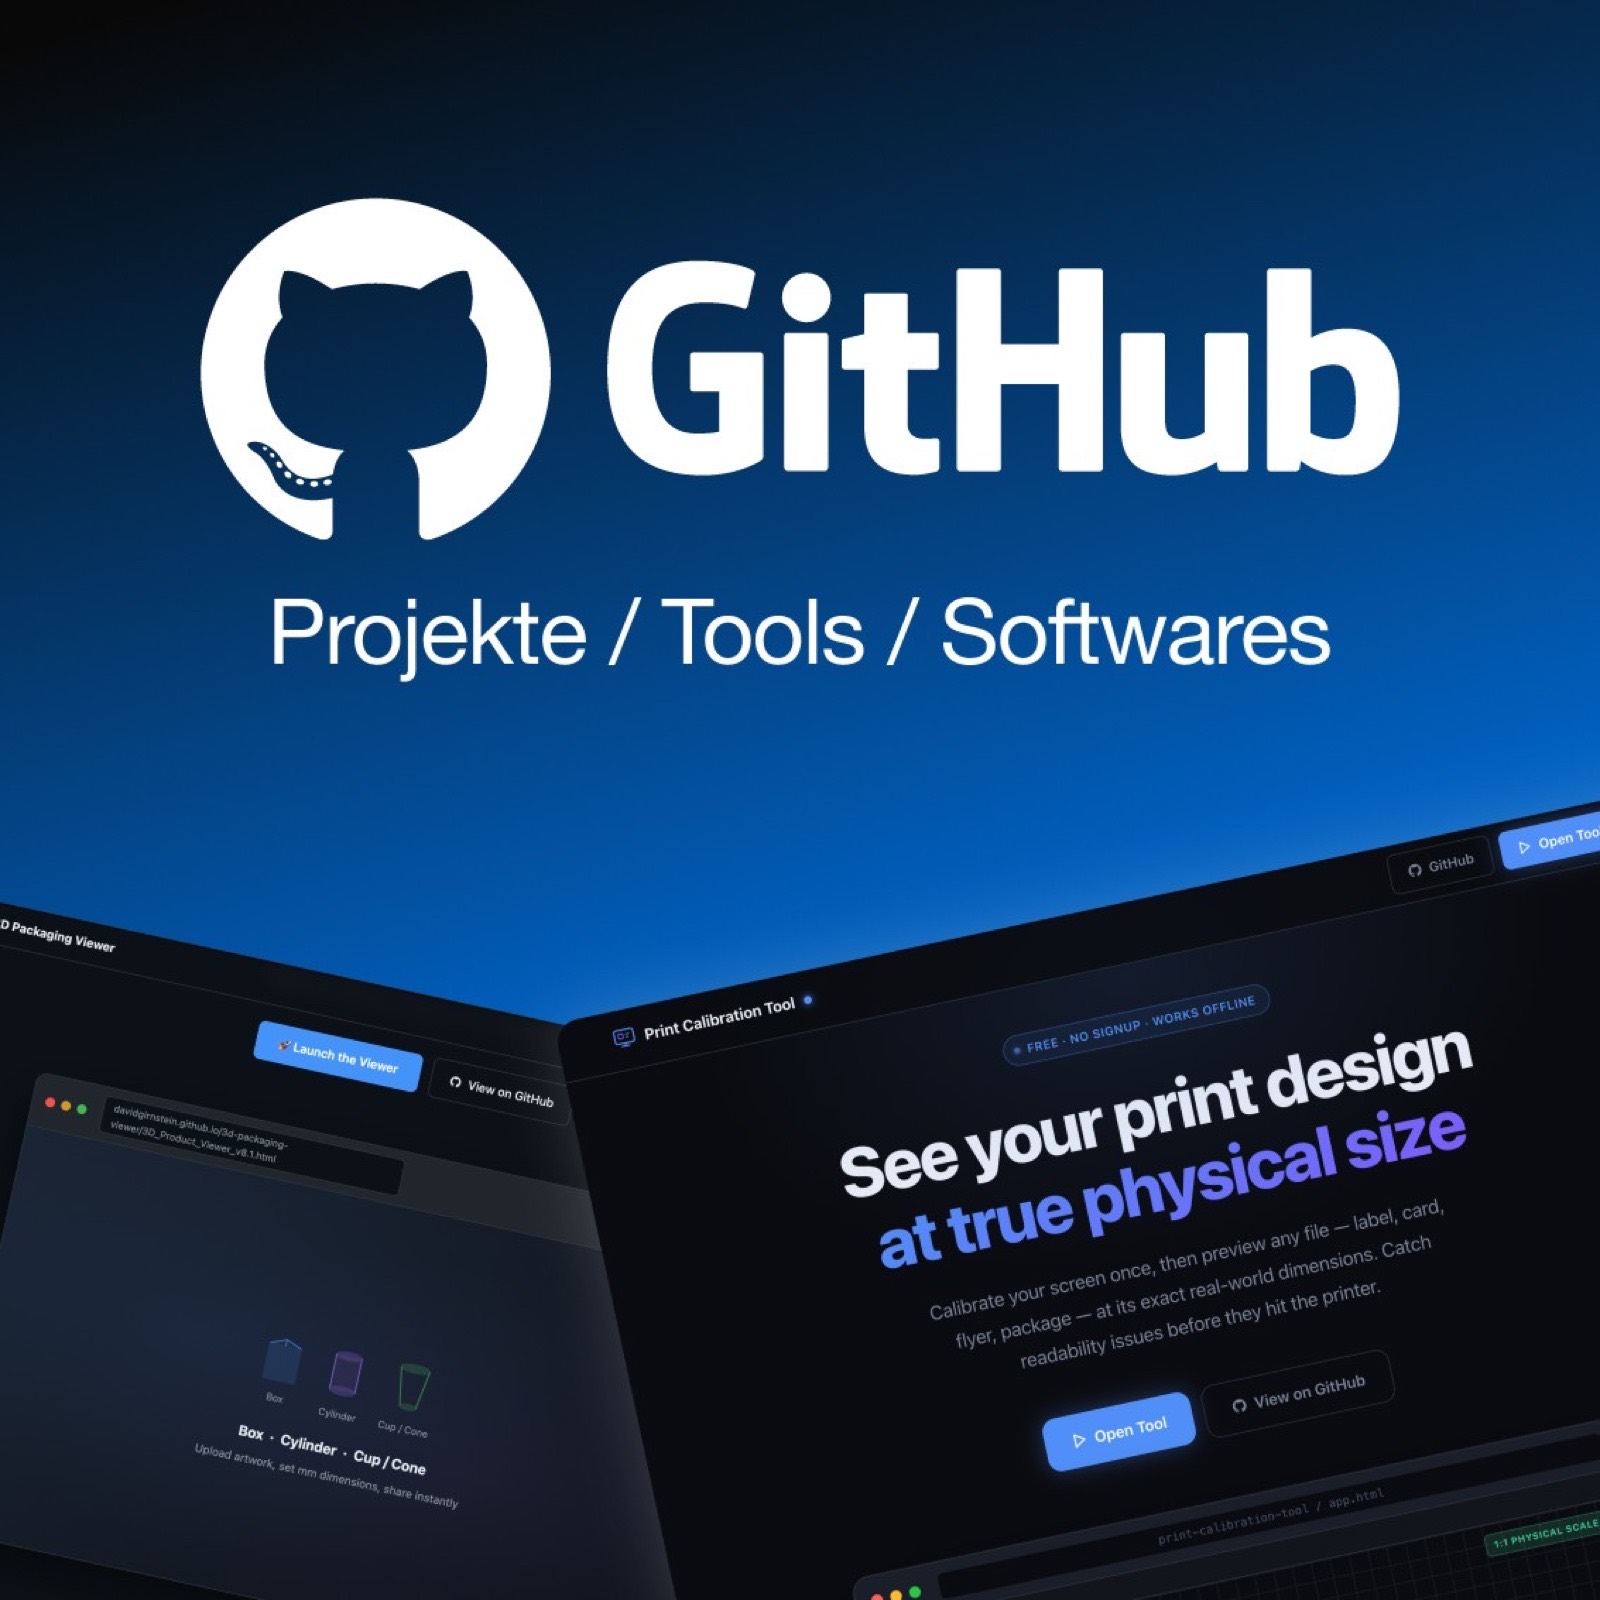 GitHub
Projekte / Tools / Softwares
GitHub
Open Tool
D Packaging Viewer
Launch the Viewer
View on GitHub
davidgirnstein.github.io/3d-packaging-
viewer/3D_Product_Viewer_v8.1.html
Box
Cylinder
Cup / Cone
Box · Cylinder · Cup / Cone
Upload artwork, set mm dimensions, share instantly
Print Calibration Tool
FREE · NO SIGNUP · WORKS OFFLINE
See your print design
at true physical size
Calibrate your screen once, then preview any file — label, card,
flyer, package — at its exact real-world dimensions. Catch
readability issues before they hit the printer.
Open Tool
View on GitHub
print-calibration-tool / app.html
1:1 PHYSICAL SCALE